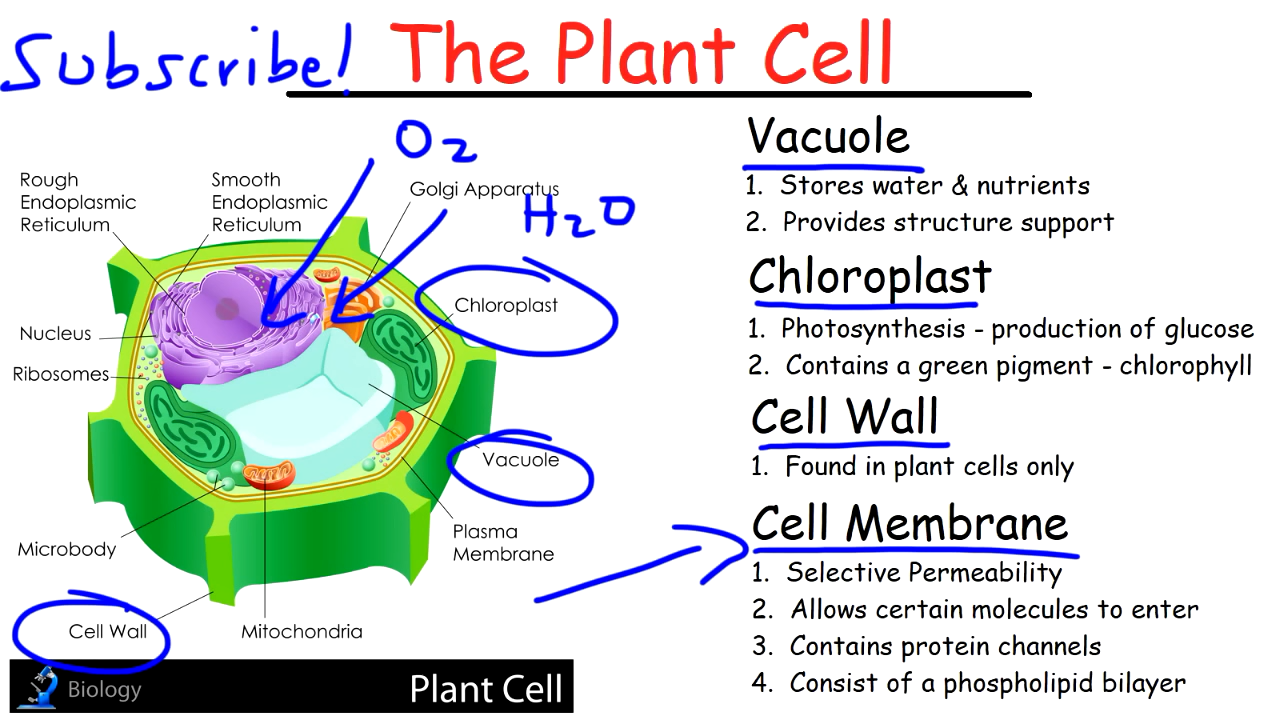 Subscribe!
The Plant Cell
O2
H2O
Rough
Endoplasmic
Reticulum
Smooth
Endoplasmic
Reticulum
Golgi Apparatus
Chloroplast
Nucleus
Ribosomes
Vacuole
Plasma
Membrane
Microbody
Cell Wall
Mitochondria
Biology
Plant Cell
Vacuole
1. Stores water & nutrients
2. Provides structure support
Chloroplast
1. Photosynthesis - production of glucose
2. Contains a green pigment - chlorophyll
Cell Wall
1. Found in plant cells only
Cell Membrane
1. Selective Permeability
2. Allows certain molecules to enter
3. Contains protein channels
4. Consist of a phospholipid bilayer